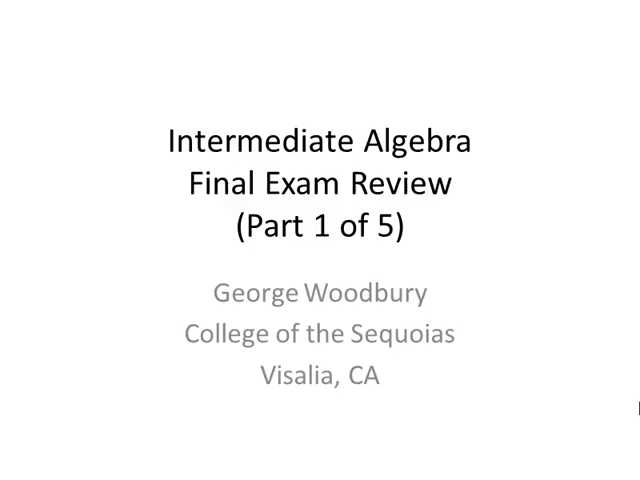 Intermediate Algebra
Final Exam Review
(Part 1 of 5)
George Woodbury
College of the Sequoias
Visalia, CA